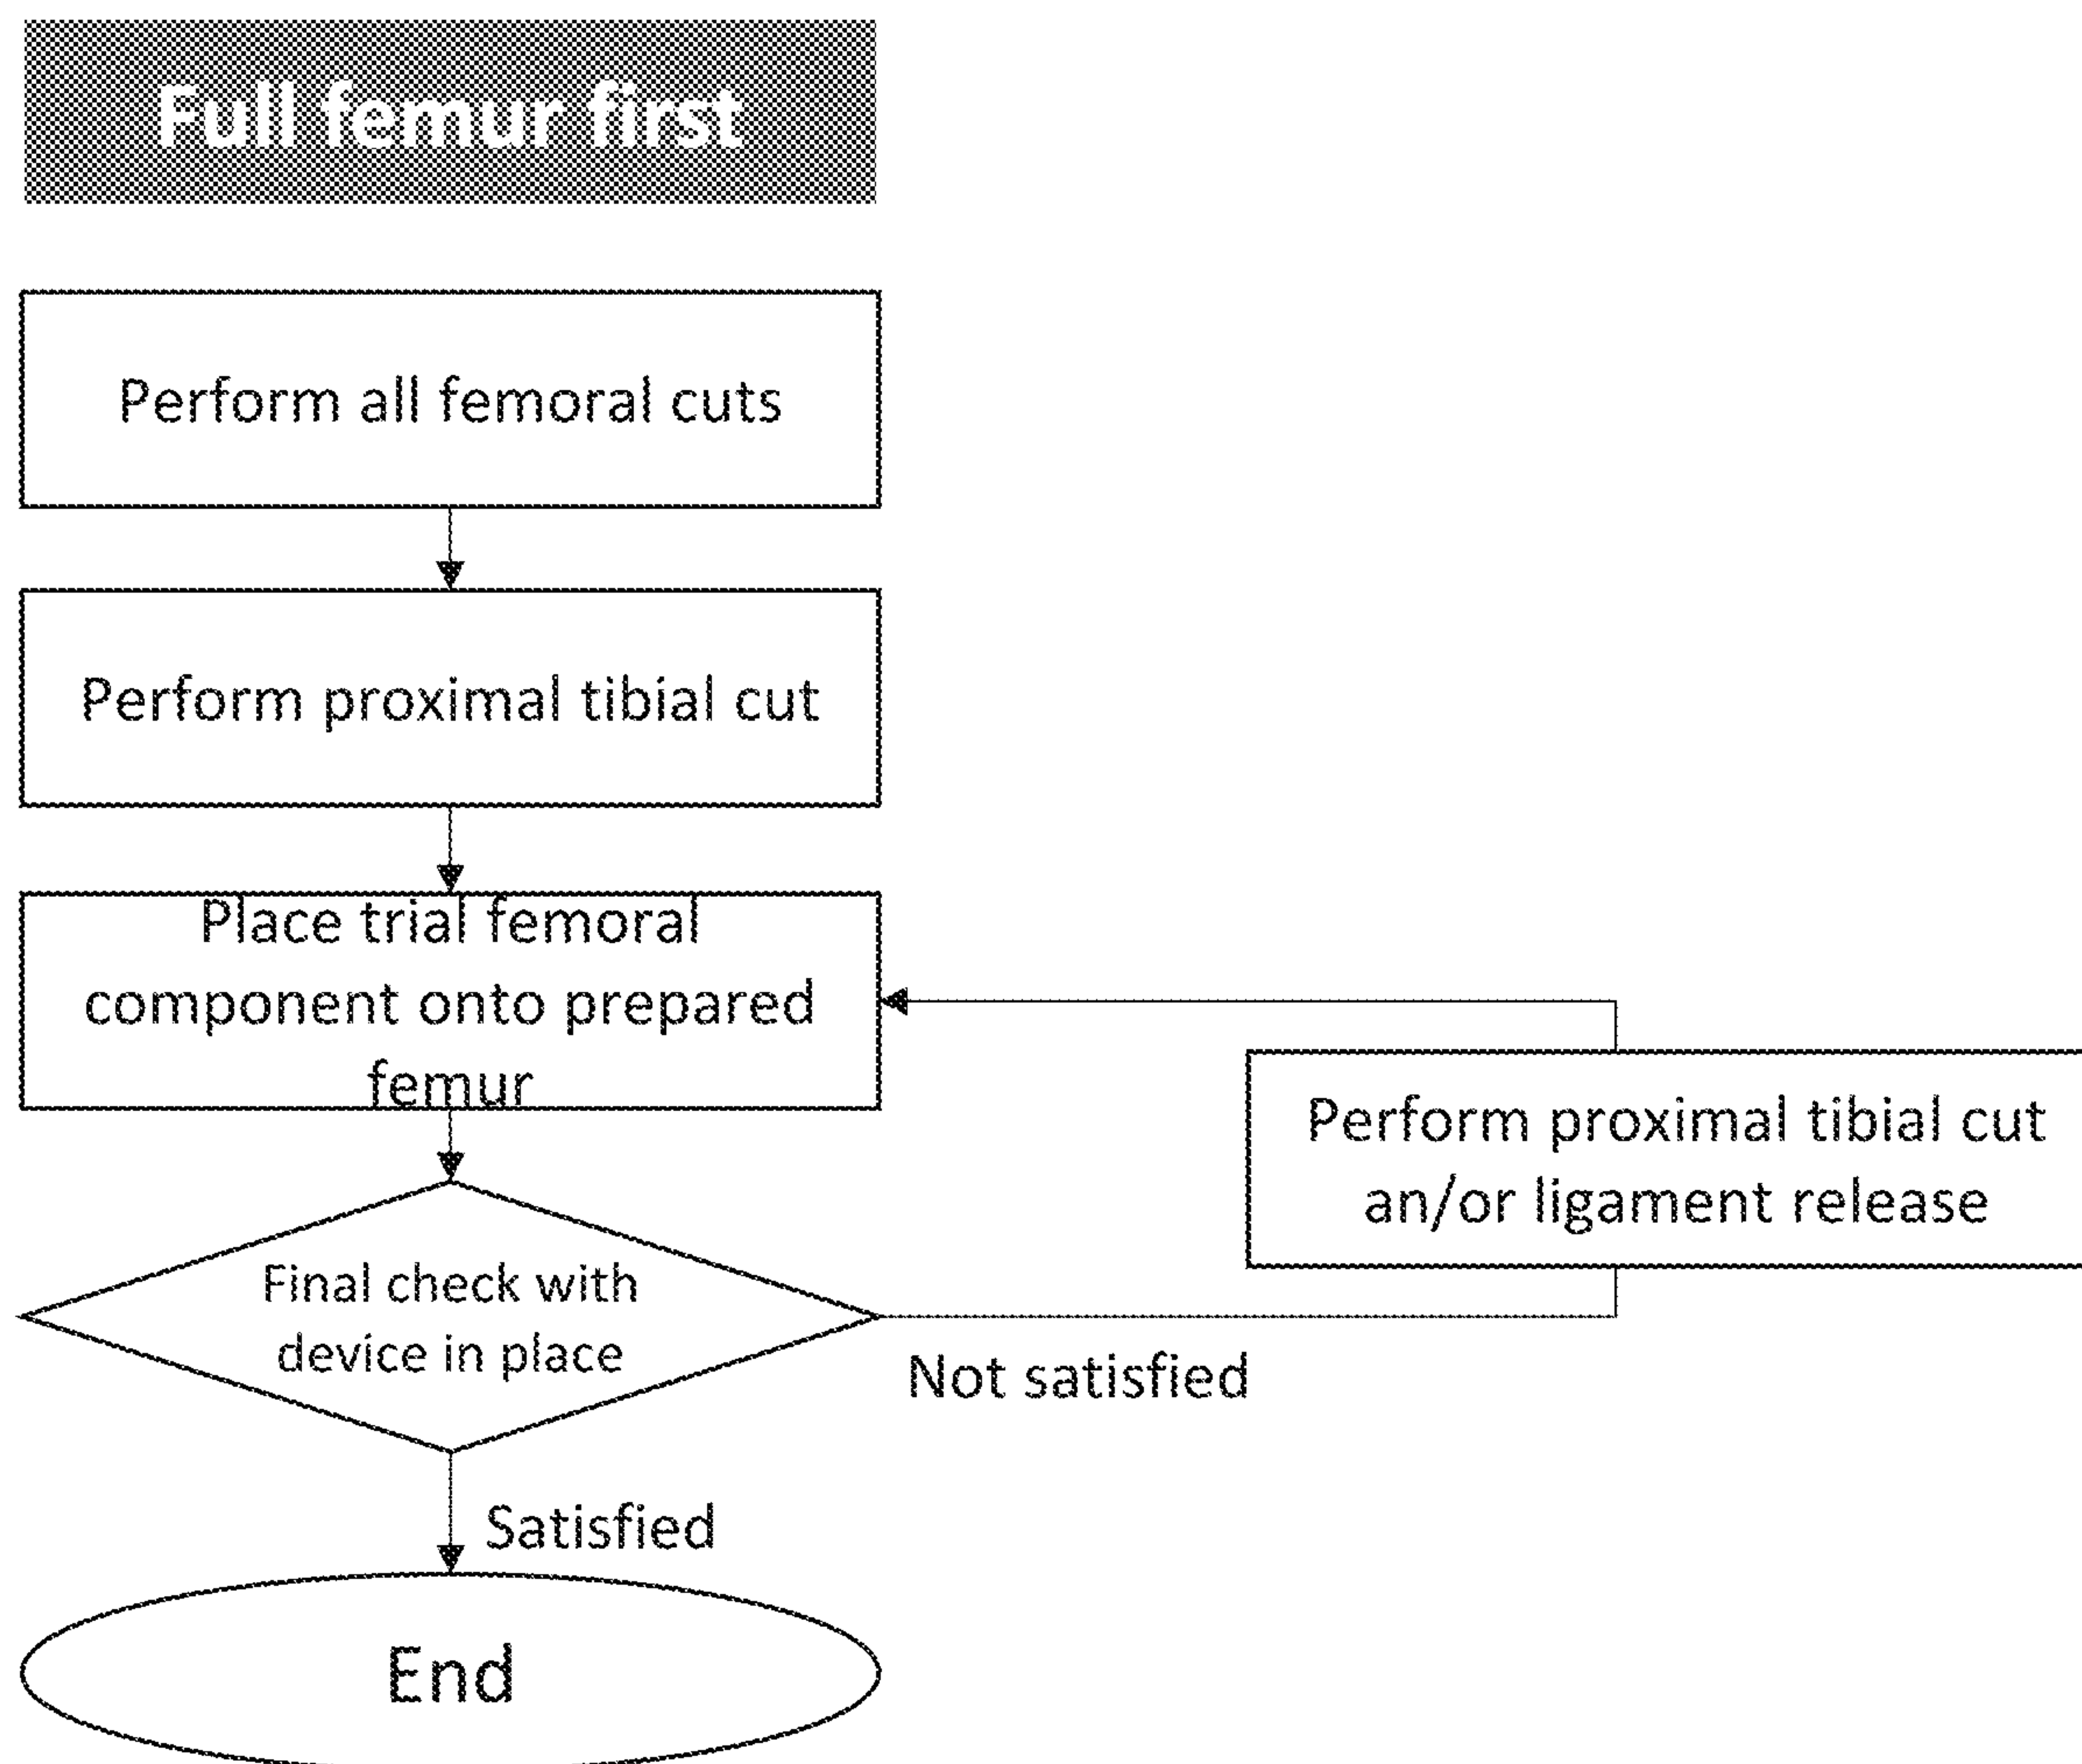 Full femur first
Perform all femoral cuts
Perform proximal tibial cut
Place trial femoral
component onto prepared
femur
Perform proximal tibial cut
an/or ligament release
Final check with
device in place
Not satisfied
Satisfied
End